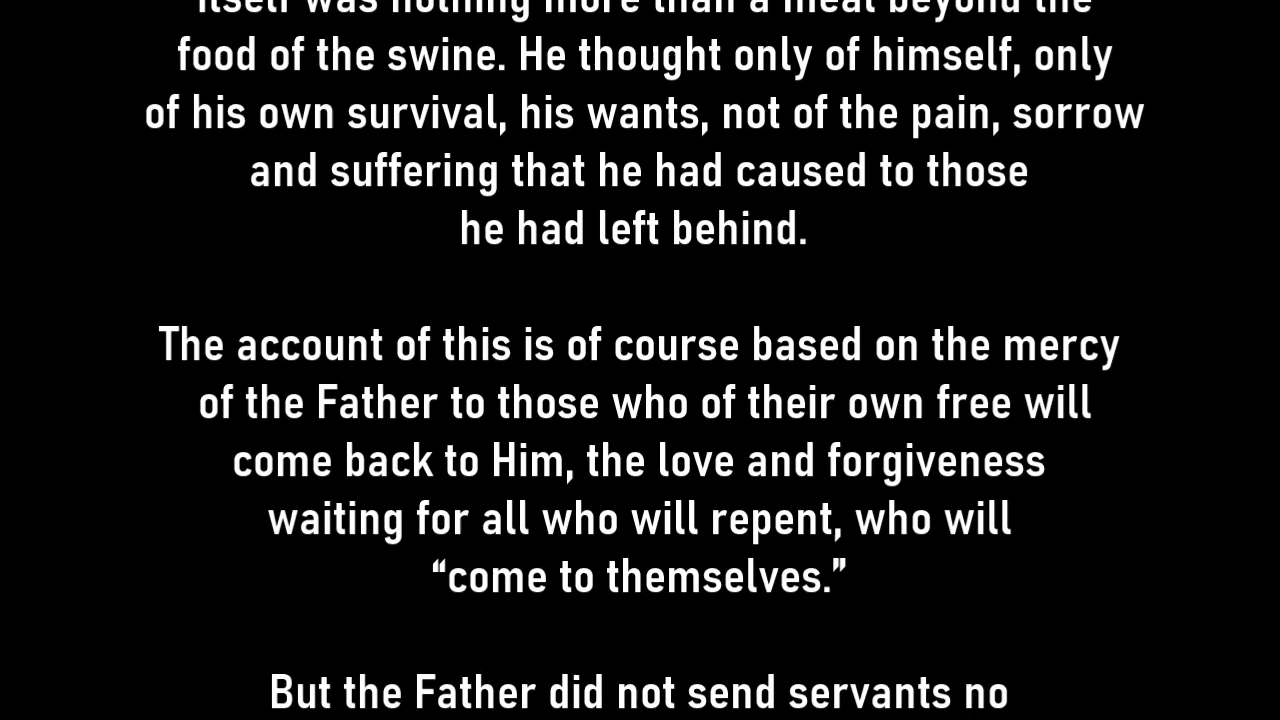 itself was nothing more than a meal beyond the
food of the swine. He thought only of himself, only
of his own survival, his wants, not of the pain, sorrow
and suffering that he had caused to those
he had left behind.
The account of this is of course based on the mercy
of the Father to those who of their own free will
come back to Him, the love and forgiveness
waiting for all who will repent, who will
“come to themselves.”
But the Father did not send servants no